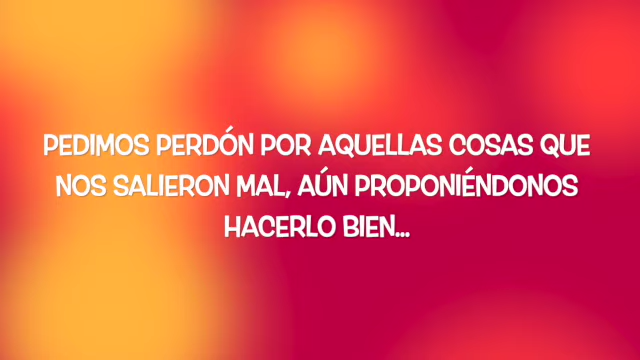 PEDIMOS PERDÓN POR AQUELLAS COSAS QUE
NOS SALIERON MAL, AÚN PROPONIÉNDONOS
HACERLO BIEN...